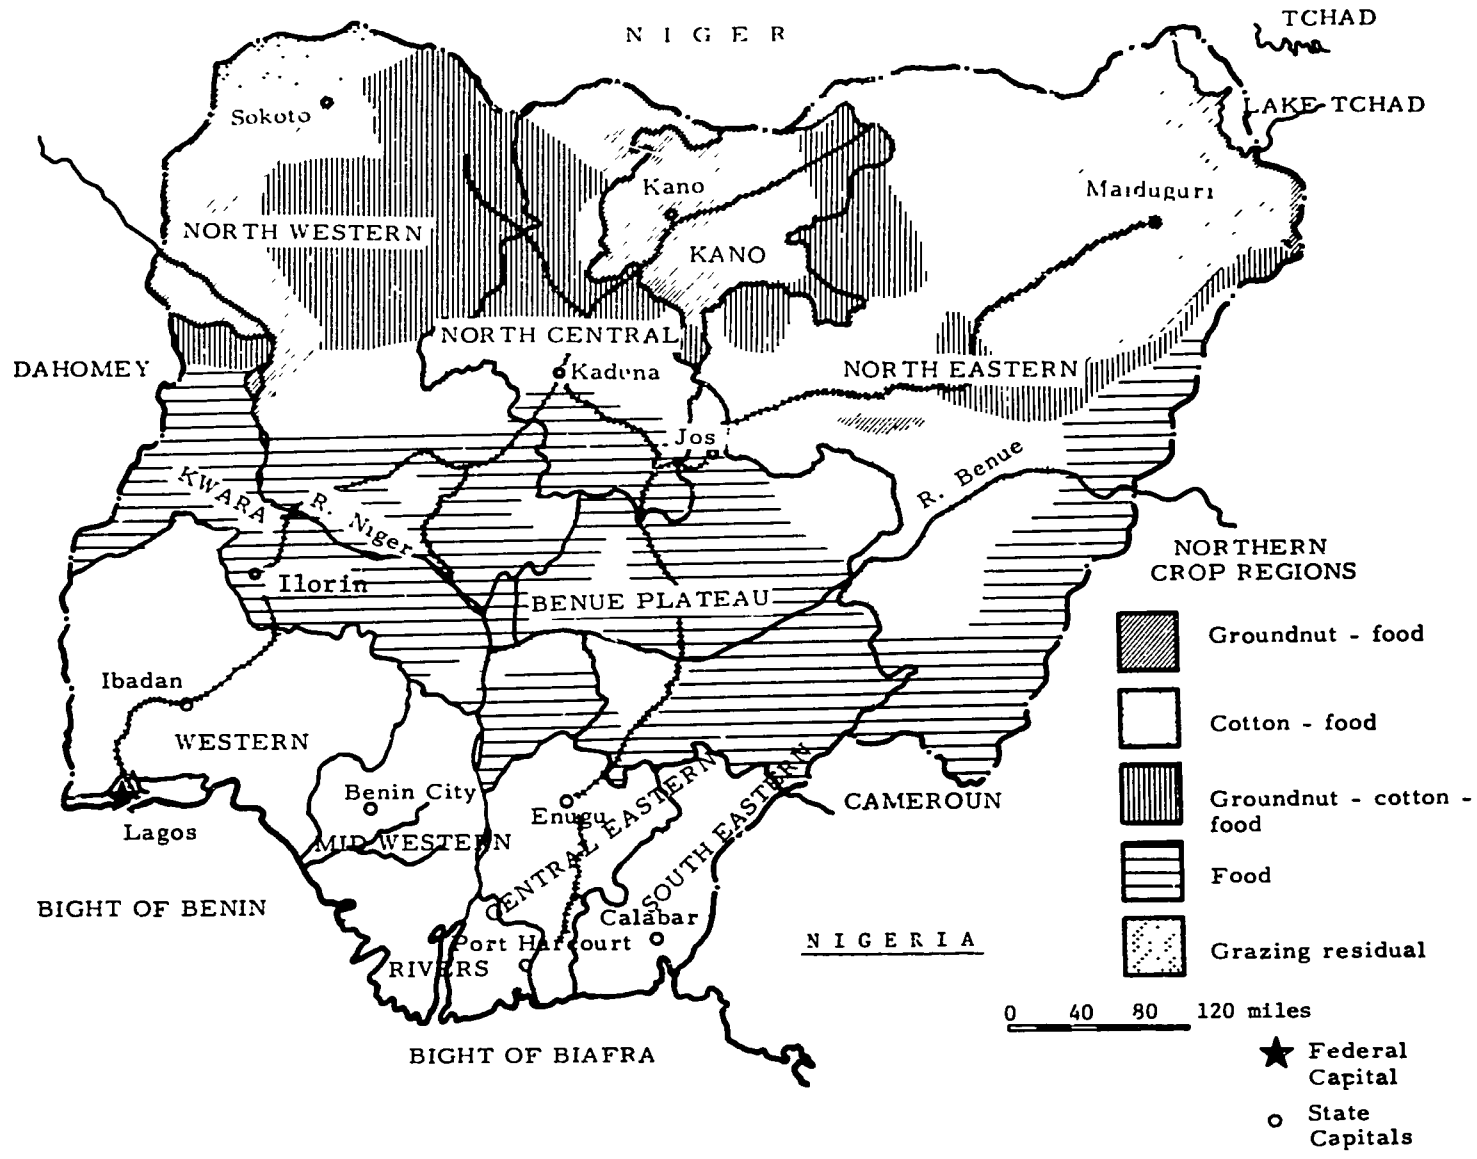 TCHAD
N I G E R
LAKE TCHAD
Sokoto
Kano
Maiduguri
NORTH WESTERN
KANO
NORTH CENTRAL
DAHOMEY
Kaduna
NORTH EASTERN
Jos
KWARA
R. Niger
R. Benue
NORTHERN
CROP REGIONS
Ilorin
BENUE PLATEAU
Groundnut - food
Ibadan
Cotton - food
WESTERN
Benin City
Enugu
CAMEROUN
Groundnut - cotton -
food
Lagos
MID WESTERN
CENTRAL EASTERN
SOUTH EASTERN
Food
BIGHT OF BENIN
Calabar
Port Harcourt
NIGERIA
RIVERS
Grazing residual
0 40 80 120 miles
BIGHT OF BIAFRA
Federal
Capital
State
Capitals